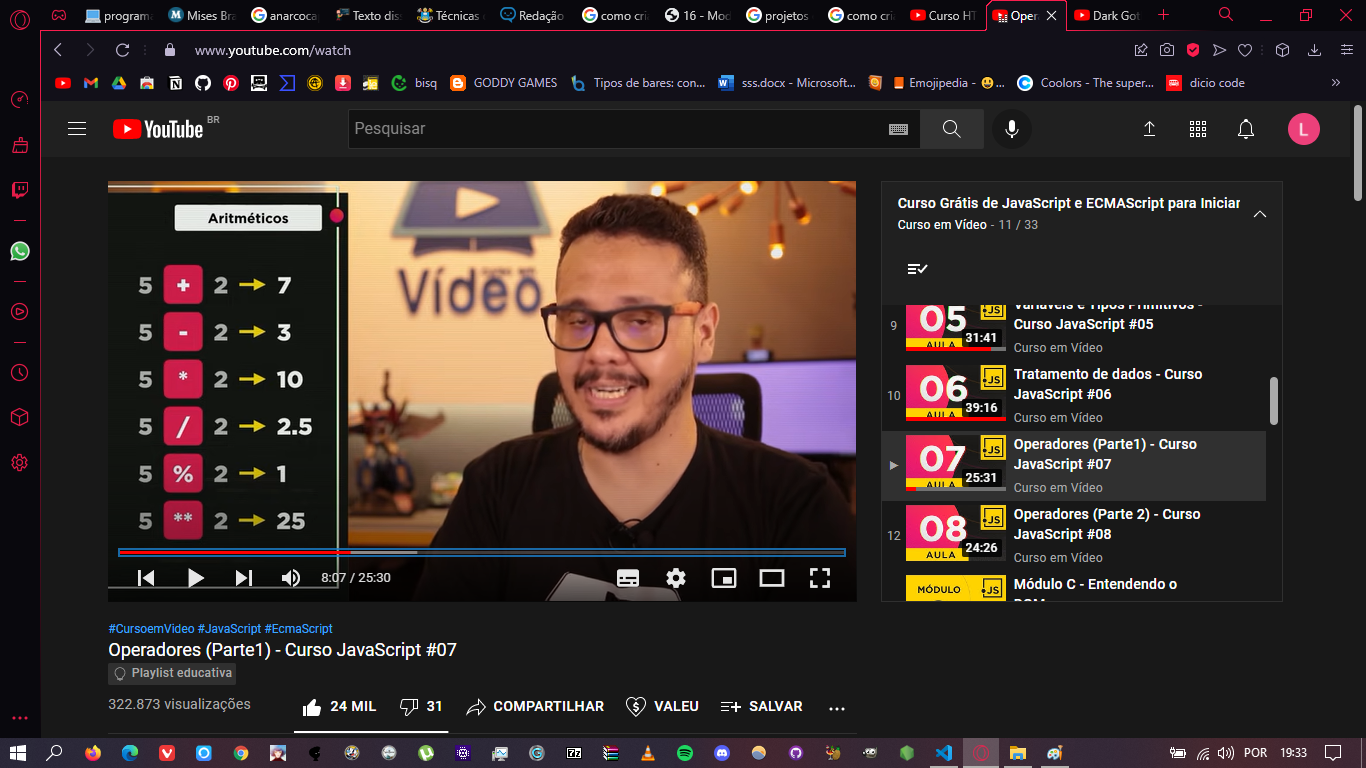 programa
Mises Bra
anarcocap
Texto diss
Técnicas d
Redação
como cria
16 - Mod
projetos
como cria
Curso HT
Oper
Dark Got
www.youtube.com/watch
bisq
GODDY GAMES
Tipos de bares: con...
sss.docx - Microsoft...
Emojipedia - 😃...
Coolors - The super...
dicio code
YouTube BR
Pesquisar
L
Aritméticos
5 + 2 → 7
5 - 2 → 3
5 * 2 → 10
5 / 2 → 2.5
5 % 2 → 1
5 ** 2 → 25
Vídeo
8:07 / 25:30
Curso Grátis de JavaScript e ECMAScript para Iniciar
Curso em Vídeo - 11 / 33
9
05
AULA
JS
31:41
Variáveis e Tipos Primitivos -
Curso JavaScript #05
Curso em Vídeo
10
06
AULA
JS
39:16
Tratamento de dados - Curso
JavaScript #06
Curso em Vídeo
07
AULA
JS
25:31
Operadores (Parte1) - Curso
JavaScript #07
Curso em Vídeo
12
08
AULA
JS
24:26
Operadores (Parte 2) - Curso
JavaScript #08
Curso em Vídeo
MÓDULO
JS
Módulo C - Entendendo o
DOM
#CursoemVideo #JavaScript #EcmaScript
Operadores (Parte1) - Curso JavaScript #07
Playlist educativa
322.873 visualizações
24 MIL
31
COMPARTILHAR
VALEU
SALVAR
POR
19:33